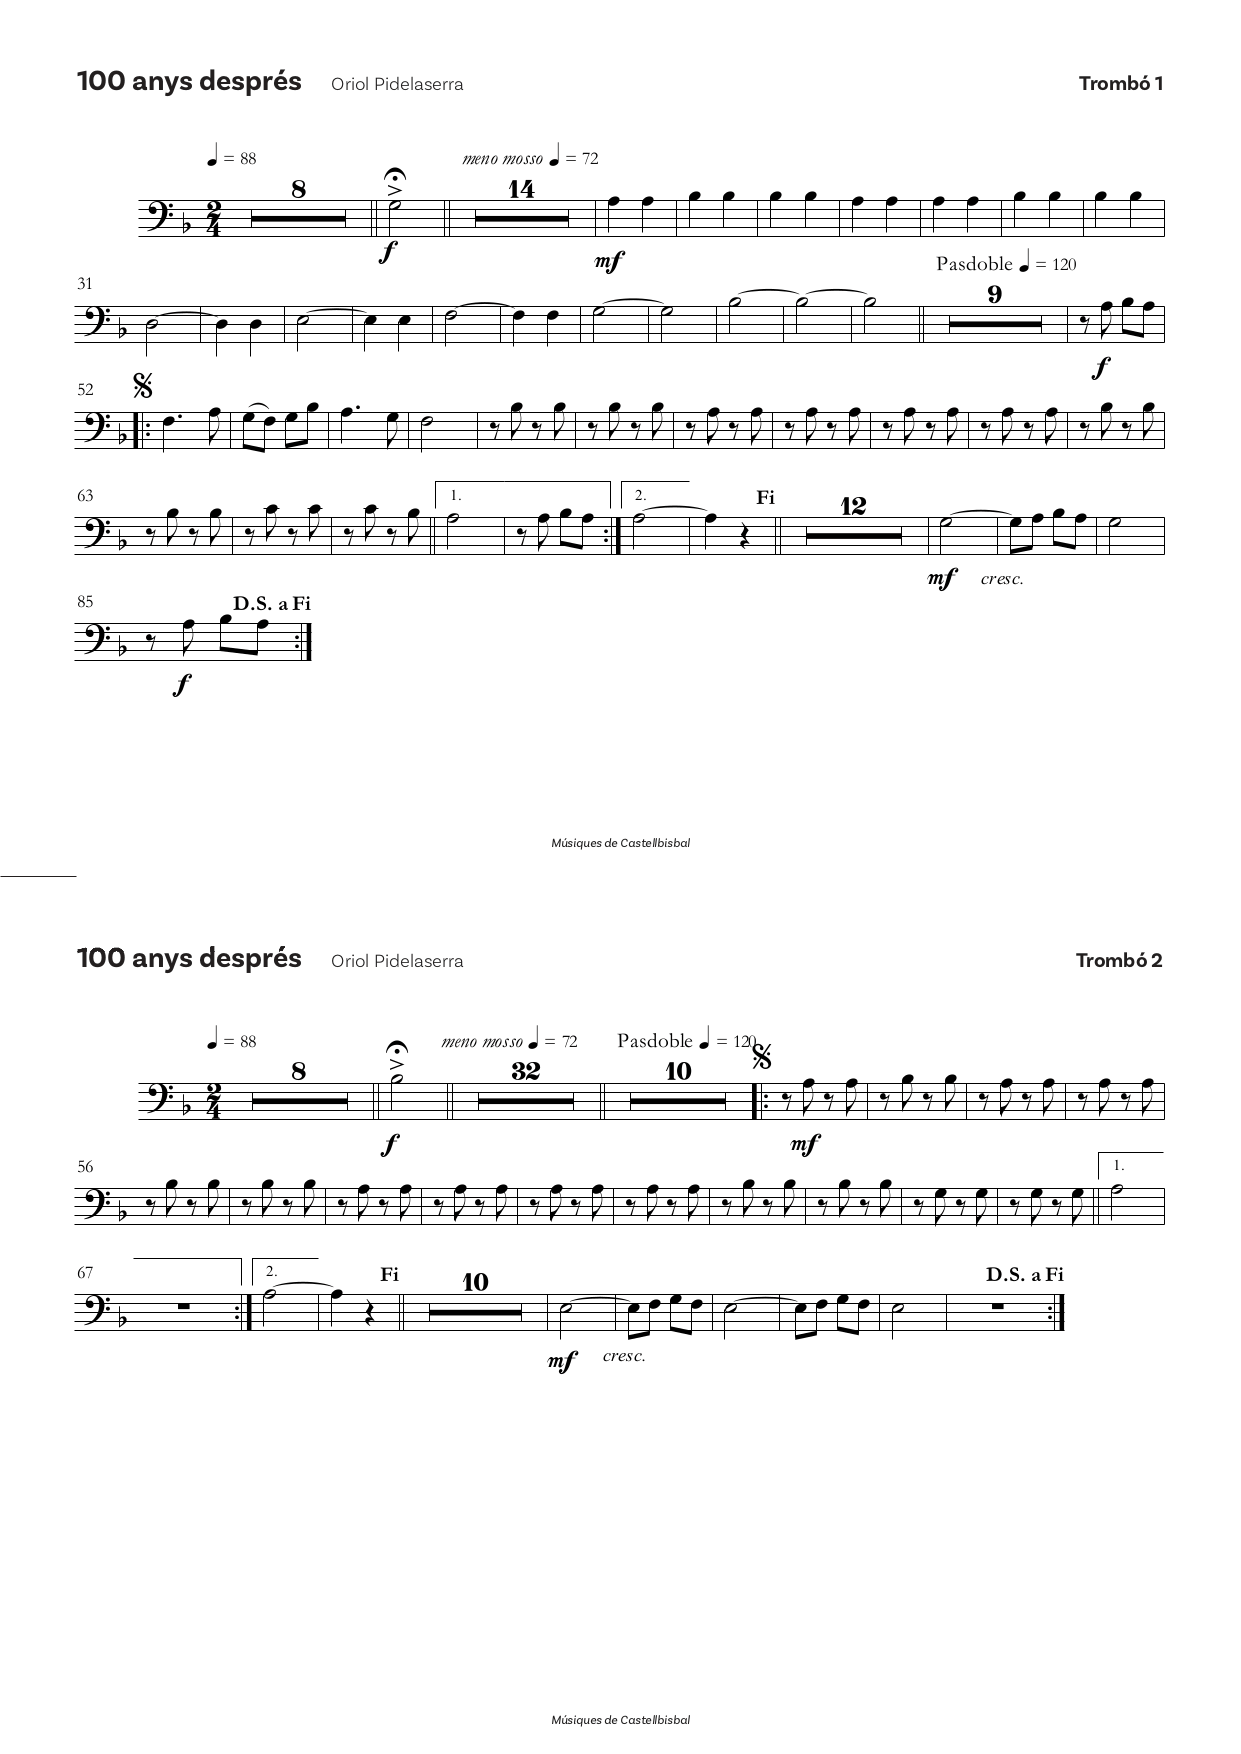 100 anys després Oriol Pidelaserra Trombó 1
= 88 meno mosso = 72
8 14
2
4
f mf
Pasdoble = 120
31 9
f
52
63 1. 2. Fi 12
mf cresc.
85 D.S. a Fi
f
Músiques de Castellbisbal
100 anys després Oriol Pidelaserra Trombó 2
= 88 meno mosso = 72 Pasdoble = 120
8 32 10
2
4
f mf
56 1.
67 2. Fi 10 D.S. a Fi
mf cresc.
Músiques de Castellbisbal